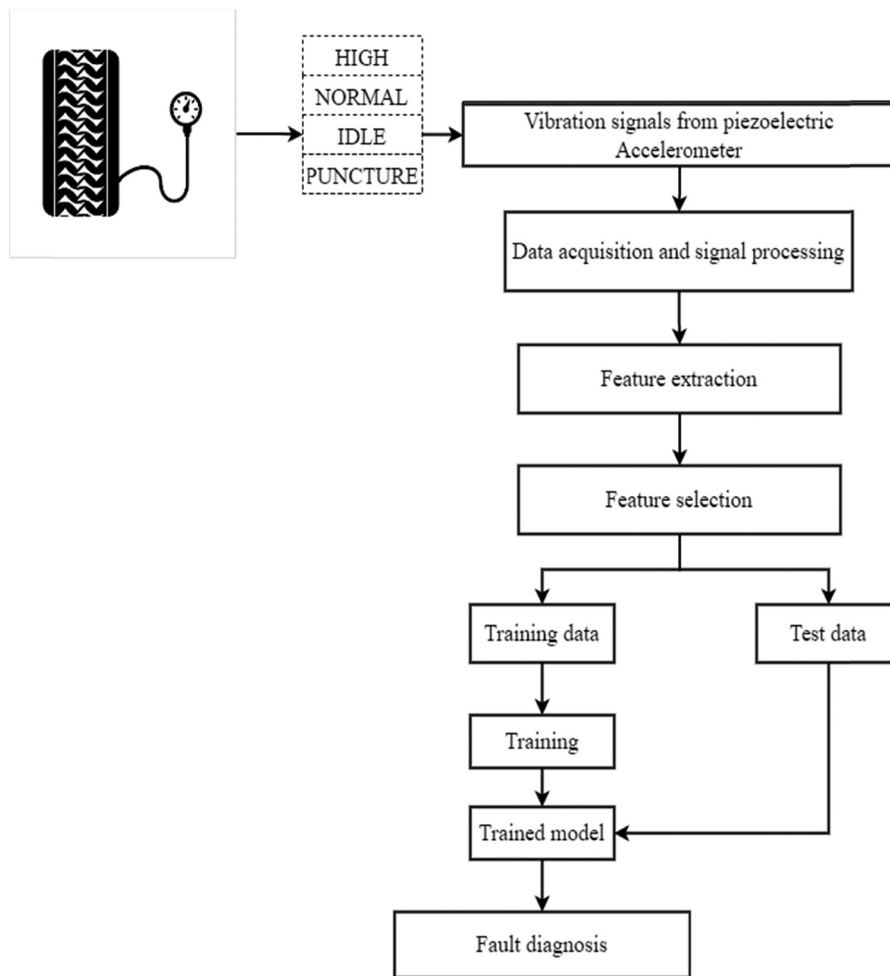 HIGH
NORMAL
IDLE
PUNCTURE
Vibration signals from piezoelectric
Accelerometer
Data acquisition and signal processing
Feature extraction
Feature selection
Training data
Test data
Training
Trained model
Fault diagnosis